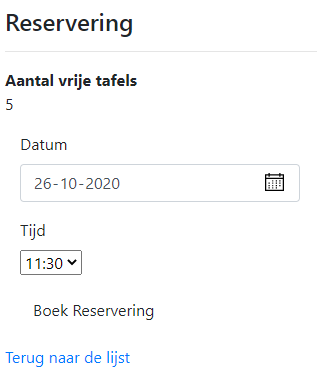 Reservering
Aantal vrije tafels
5
Datum
26-10-2020
Tijd
11:30
Boek Reservering
Terug naar de lijst